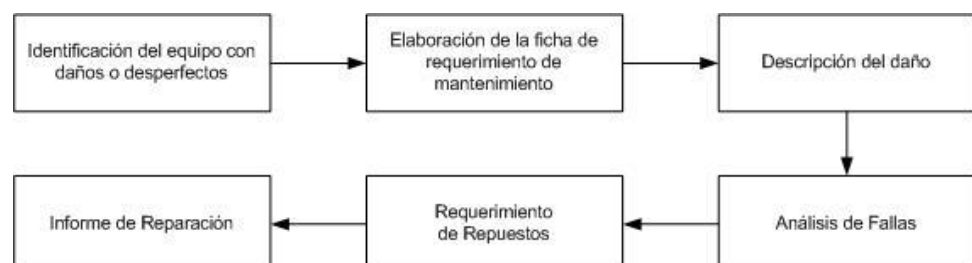 Identificación del equipo con
daños o desperfectos
Elaboración de la ficha de
requerimiento de
mantenimiento
Descripción del daño
Análisis de Fallas
Requerimiento
de Repuestos
Informe de Reparación